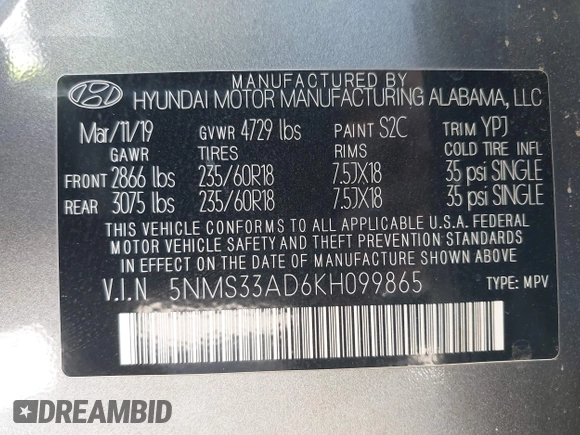 MANUFACTURED BY
HYUNDAI MOTOR MANUFACTURING ALABAMA, LLC
Mar/11/19 GVWR 4729 lbs PAINT S2C TRIM YPJ
GAWR TIRES RIMS COLD TIRE INFL
FRONT 2866 lbs 235/60R18 7.5JX18 35 psi SINGLE
REAR 3075 lbs 235/60R18 7.5JX18 35 psi SINGLE
THIS VEHICLE CONFORMS TO ALL APPLICABLE U.S.A. FEDERAL
MOTOR VEHICLE SAFETY AND THEFT PREVENTION STANDARDS
IN EFFECT ON THE DATE OF MANUFACTURE SHOWN ABOVE
V.I.N 5NMS33AD6KH099865 TYPE: MPV
DREAMBID